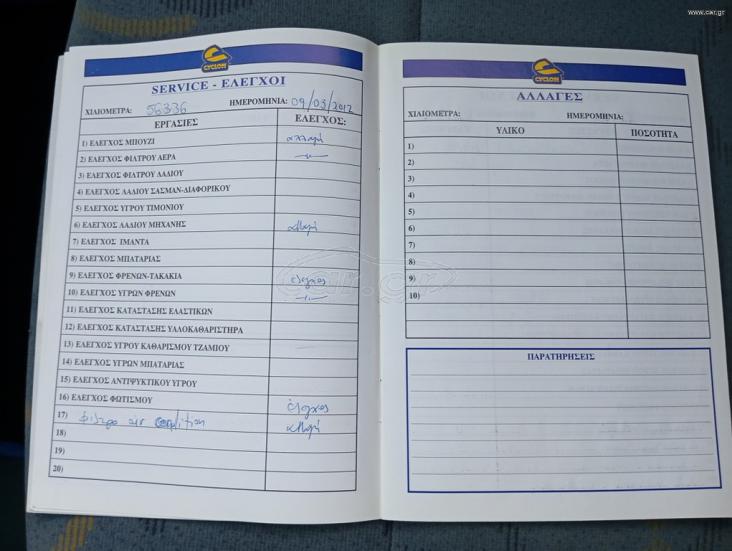 www.car.gr
CYCLON
SERVICE - ΕΛΕΓΧΟΙ
ΧΙΛΙΟΜΕΤΡΑ: 56336 ΗΜΕΡΟΜΗΝΙΑ: 09/03/2012
ΕΡΓΑΣΙΕΣ ΕΛΕΓΧΟΣ:
1) ΕΛΕΓΧΟΣ ΜΠΟΥΖΙ αλλαγή
2) ΕΛΕΓΧΟΣ ΦΙΛΤΡΟΥ ΑΕΡΑ -//-
3) ΕΛΕΓΧΟΣ ΦΙΛΤΡΟΥ ΛΑΔΙΟΥ
4) ΕΛΕΓΧΟΣ ΛΑΔΙΟΥ ΣΑΣΜΑΝ-ΔΙΑΦΟΡΙΚΟΥ
5) ΕΛΕΓΧΟΣ ΥΓΡΟΥ ΤΙΜΟΝΙΟΥ
6) ΕΛΕΓΧΟΣ ΛΑΔΙΟΥ ΜΗΧΑΝΗΣ αλλαγή
7) ΕΛΕΓΧΟΣ ΙΜΑΝΤΑ
8) ΕΛΕΓΧΟΣ ΜΠΑΤΑΡΙΑΣ
9) ΕΛΕΓΧΟΣ ΦΡΕΝΩΝ-ΤΑΚΑΚΙΑ έλεγχος
10) ΕΛΕΓΧΟΣ ΥΓΡΩΝ ΦΡΕΝΩΝ -//-
11) ΕΛΕΓΧΟΣ ΚΑΤΑΣΤΑΣΗΣ ΕΛΑΣΤΙΚΩΝ
12) ΕΛΕΓΧΟΣ ΚΑΤΑΣΤΑΣΗΣ ΥΑΛΟΚΑΘΑΡΙΣΤΗΡΑ
13) ΕΛΕΓΧΟΣ ΥΓΡΟΥ ΚΑΘΑΡΙΣΜΟΥ ΤΖΑΜΙΟΥ
14) ΕΛΕΓΧΟΣ ΥΓΡΩΝ ΜΠΑΤΑΡΙΑΣ
15) ΕΛΕΓΧΟΣ ΑΝΤΙΨΥΚΤΙΚΟΥ ΥΓΡΟΥ
16) ΕΛΕΓΧΟΣ ΦΩΤΙΣΜΟΥ έλεγχος
17) φίλτρο air condition αλλαγή
18)
19)
20)
car.gr
CYCLON
ΑΛΛΑΓΕΣ
ΧΙΛΙΟΜΕΤΡΑ: ΗΜΕΡΟΜΗΝΙΑ:
ΥΛΙΚΟ ΠΟΣΟΤΗΤΑ
1)
2)
3)
4)
5)
6)
7)
8)
9)
10)
ΠΑΡΑΤΗΡΗΣΕΙΣ